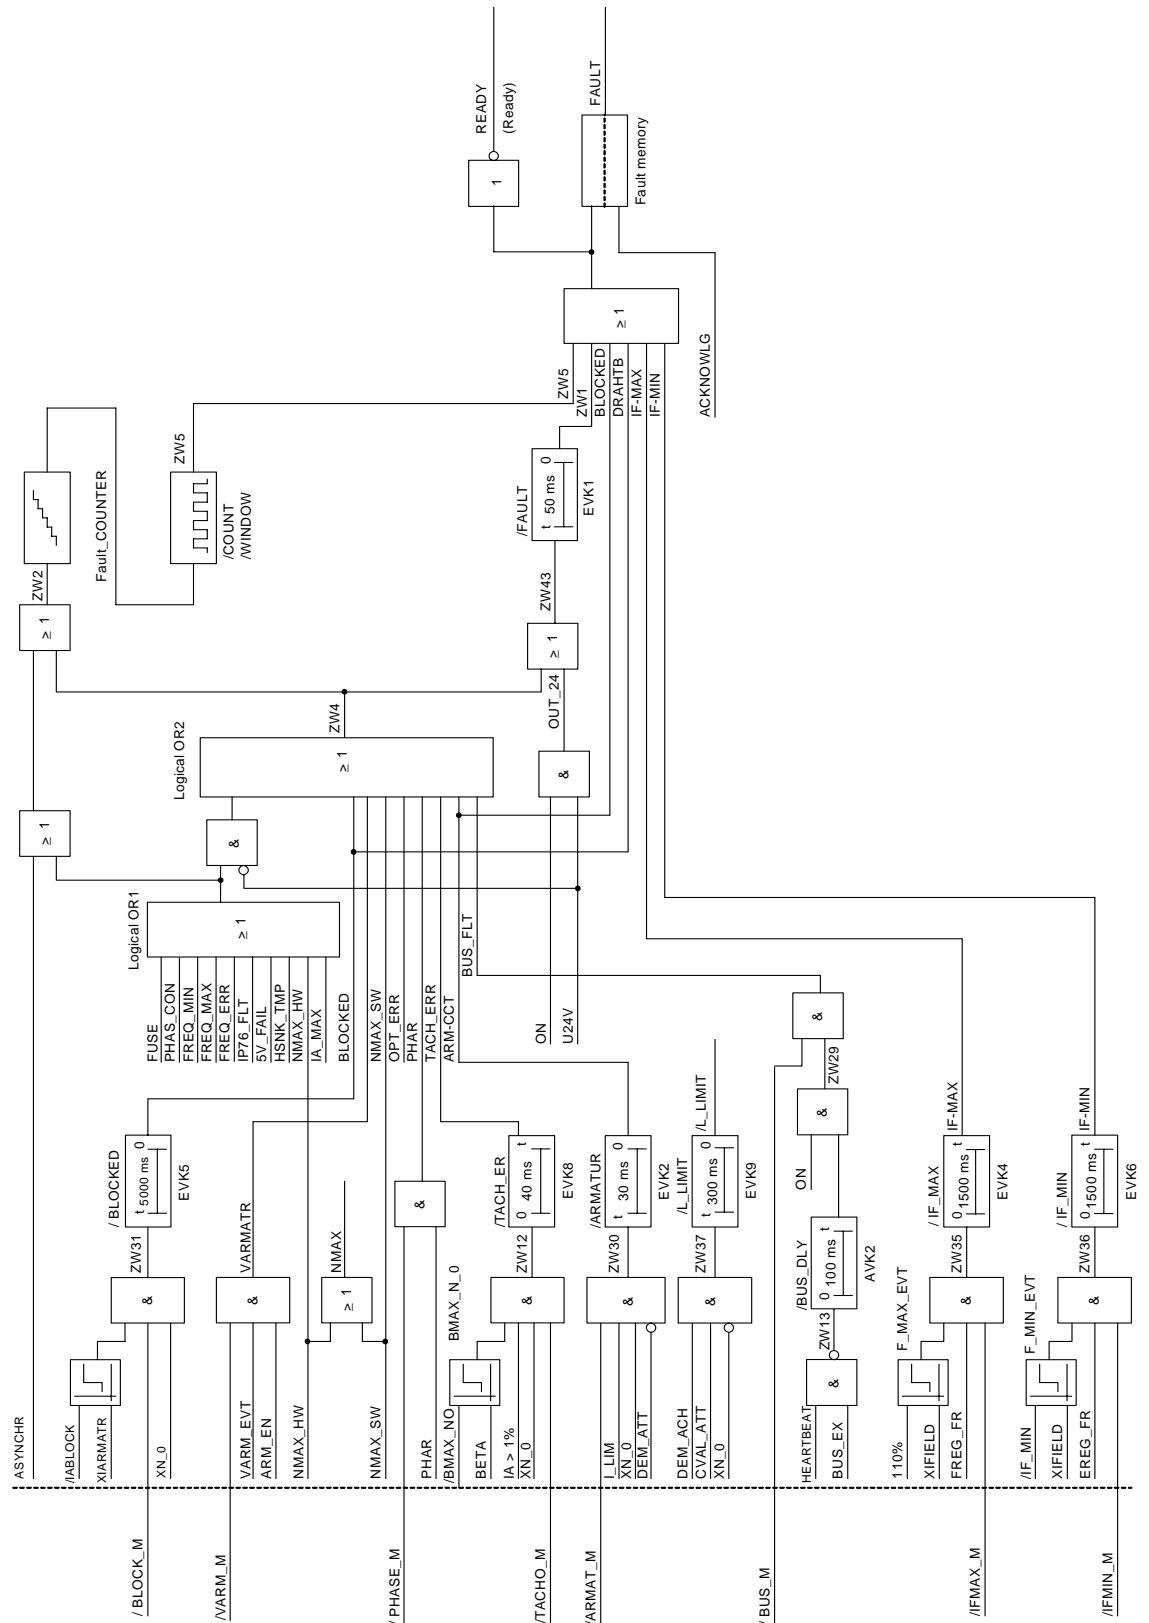 READY
(Ready)
FAULT
1
Fault memory
≥ 1
ZW5
ZW1
BLOCKED
DRAHTB
IF-MAX
IF-MIN
ACKNOWLG
Fault_COUNTER
ZW5
/COUNT
/WINDOW
/FAULT
t 50 ms 0
EVK1
ZW2
≥ 1
ZW43
≥ 1
OUT_24
ZW4
Logical OR2
≥ 1
&
≥ 1
&
Logical OR1
≥ 1
FUSE
PHAS_CON
FREQ_MIN
FREQ_MAX
FREQ_ERR
IP76_FLT
5V_FAIL
HSNK_TMP
NMAX_HW
IA_MAX
BLOCKED
NMAX_SW
OPT_ERR
PHAR
TACH_ERR
ARM-CCT
BUS_FLT
ON
U24V
&
ZW29
&
ON
/ BLOCKED
t 5000 ms 0
EVK5
ZW31
&
VARMATR
&
NMAX
≥ 1
&
/TACH_ER
0 40 ms t
EVK8
ZW12
&
BMAX_N_0
/ARMATUR
t 30 ms 0
EVK2
ZW30
&
/L_LIMIT
/L_LIMIT
t 300 ms 0
EVK9
ZW37
&
/BUS_DLY
0 100 ms t
AVK2
ZW13
&
IF-MAX
/ IF_MAX
0 1500 ms t
EVK4
ZW35
&
F_MAX_EVT
IF-MIN
/ IF_MIN
0 1500 ms t
EVK6
ZW36
&
F_MIN_EVT
ASYNCHR
/IABLOCK
XIARMATR
XN_0
VARM_EVT
ARM_EN
NMAX_HW
NMAX_SW
PHAR
/BMAX_NO
BETA
IA > 1%
XN_0
I_LIM
XN_0
DEM_ATT
DEM_ACH
CVAL_ATT
XN_0
HEARTBEAT
BUS_EX
110%
XIFIELD
FREG_FR
/IF_MIN
XIFIELD
EREG_FR
/ BLOCK_M
/VARM_M
/ PHASE_M
/TACHO_M
/ARMAT_M
/ BUS_M
/IFMAX_M
/IFMIN_M